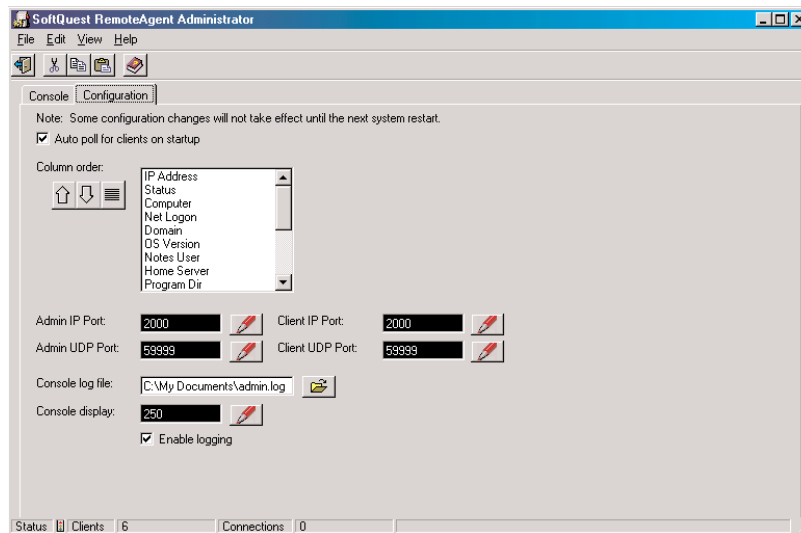 SoftQuest RemoteAgent Administrator
File Edit View Help
Console Configuration
Note: Some configuration changes will not take effect until the next system restart.
Auto poll for clients on startup
Column order:
IP Address
Status
Computer
Net Logon
Domain
OS Version
Notes User
Home Server
Program Dir
Admin IP Port: 2000 Client IP Port: 2000
Admin UDP Port: 59999 Client UDP Port: 59999
Console log file: C:\My Documents\admin.log
Console display: 250
Enable logging
Status Clients 6 Connections 0